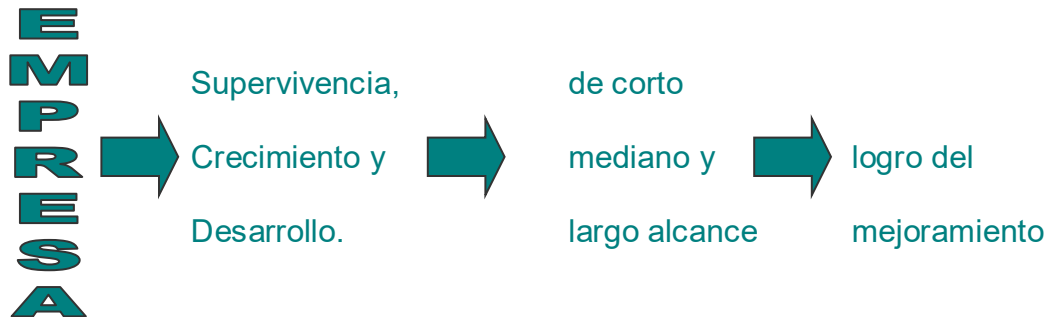 EMPRESA
Supervivencia,
Crecimiento y
Desarrollo.
de corto
mediano y
largo alcance
logro del
mejoramiento